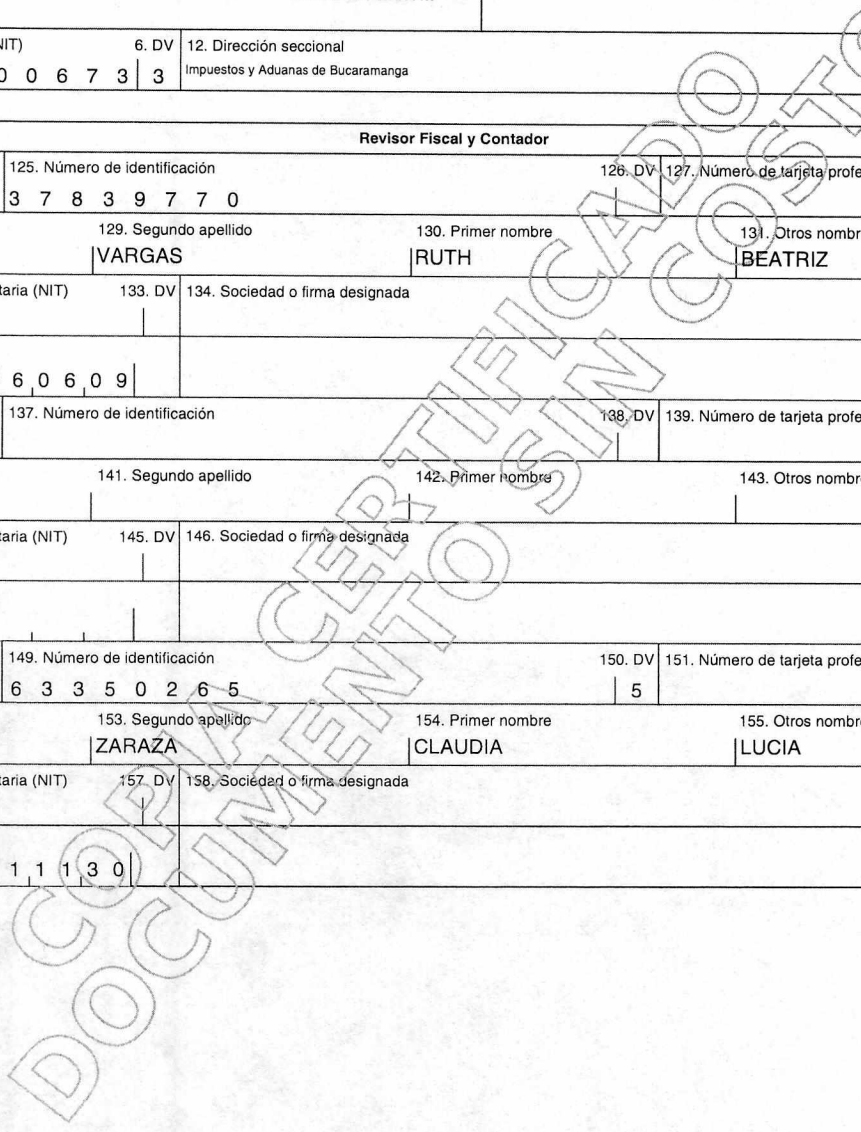 NIT) 6. DV 12. Dirección seccional
0 0 6 7 3 3 Impuestos y Aduanas de Bucaramanga
Revisor Fiscal y Contador
125. Número de identificación 126. DV 127. Número de tarjeta profe
3 7 8 3 9 7 7 0
129. Segundo apellido 130. Primer nombre 131. Otros nombr
VARGAS RUTH BEATRIZ
taria (NIT) 133. DV 134. Sociedad o firma designada
6 0 6 0 9
137. Número de identificación 138. DV 139. Número de tarjeta profe
141. Segundo apellido 142. Primer nombre 143. Otros nombre
taria (NIT) 145. DV 146. Sociedad o firma designada
149. Número de identificación 150. DV 151. Número de tarjeta profe
6 3 3 5 0 2 6 5 5
153. Segundo apellido 154. Primer nombre 155. Otros nombre
ZARAZA CLAUDIA LUCIA
taria (NIT) 157. DV 158. Sociedad o firma designada
1 1 1 3 0
COPIA CERTIFICADO
DOCUMENTO SIN COSTO